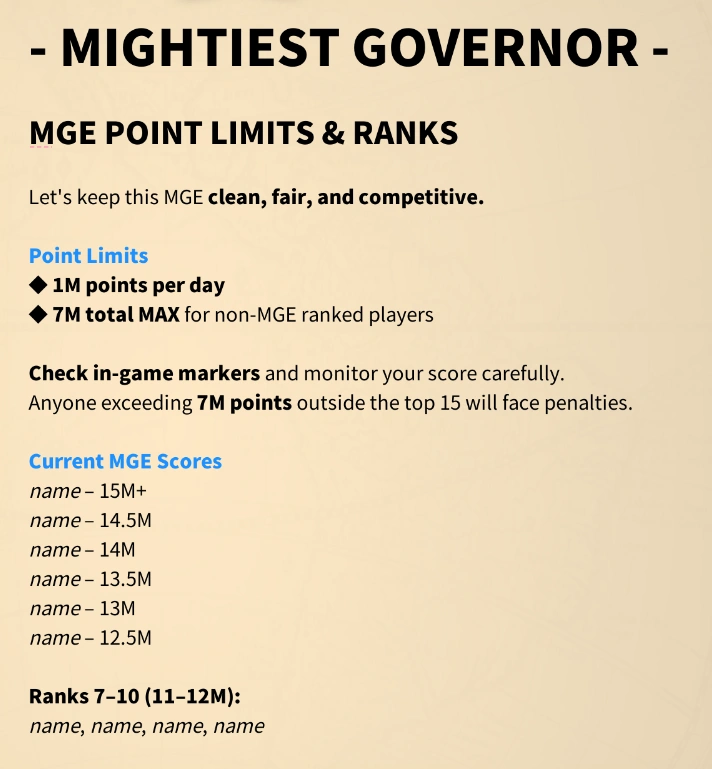 - MIGHTIEST GOVERNOR -
MGE POINT LIMITS & RANKS
Let's keep this MGE clean, fair, and competitive.
Point Limits
◆ 1M points per day
◆ 7M total MAX for non-MGE ranked players
Check in-game markers and monitor your score carefully.
Anyone exceeding 7M points outside the top 15 will face penalties.
Current MGE Scores
name – 15M+
name – 14.5M
name – 14M
name – 13.5M
name – 13M
name – 12.5M
Ranks 7–10 (11–12M):
name, name, name, name